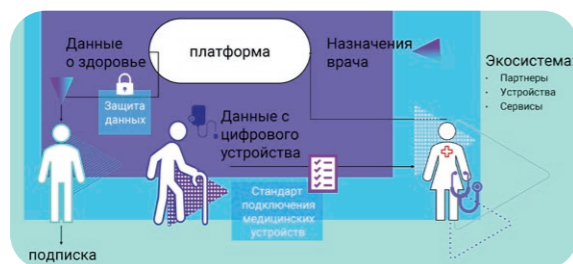 Данные
о здоровье
платформа
Назначения
врача
Экосистема:
Партнеры
Устройства
Сервисы
Защита
данных
Данные с
цифрового
устройства
Стандарт
подключения
медицинских
устройств
подписка